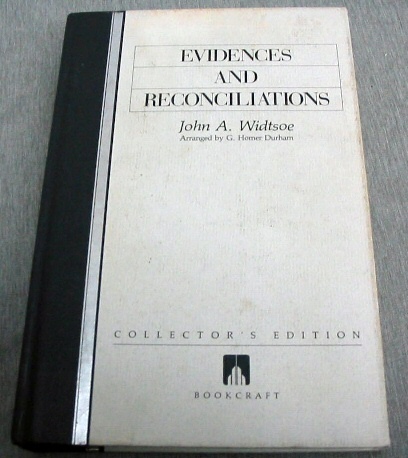 EVIDENCES
AND
RECONCILIATIONS
John A. Widtsoe
Arranged by G. Homer Durham
COLLECTOR'S EDITION
BOOKCRAFT